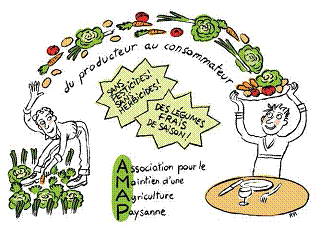 du producteur au consommateur
SANS
PESTICIDES!
SANS
HERBICIDES!
DES LÉGUMES
FRAIS
DE SAISON!
Association pour le
Maintien d'une
Agriculture
Paysanne.